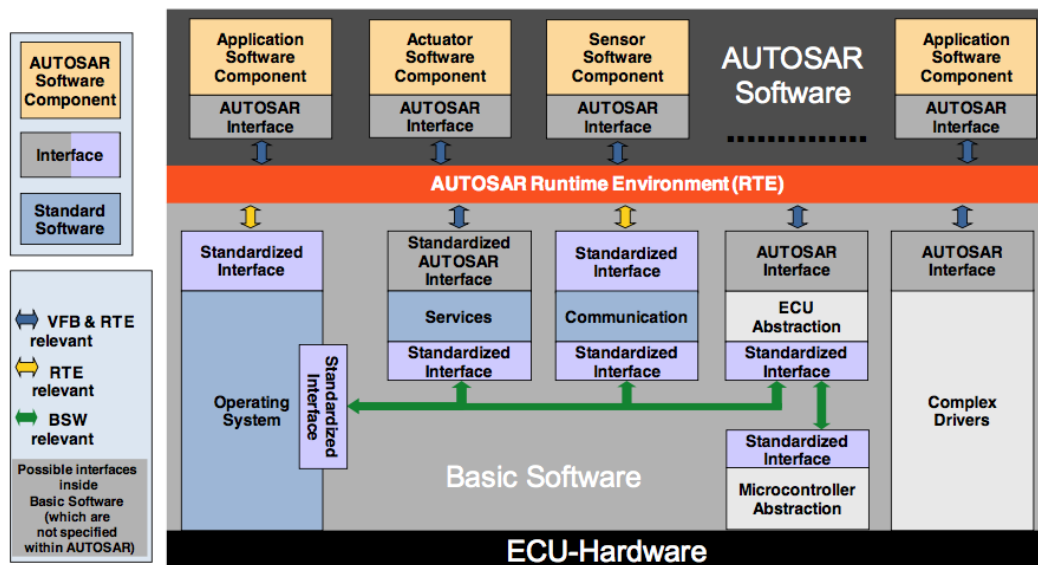 AUTOSAR
Software
Component
Interface
Standard
Software
VFB & RTE
relevant
RTE
relevant
BSW
relevant
Possible interfaces
inside
Basic Software
(which are
not specified
within AUTOSAR)
Application
Software
Component
AUTOSAR
Interface
Actuator
Software
Component
AUTOSAR
Interface
Sensor
Software
Component
AUTOSAR
Interface
AUTOSAR
Software
Application
Software
Component
AUTOSAR
Interface
AUTOSAR Runtime Environment (RTE)
Standardized
Interface
Operating
System
Standardized
Interface
Standardized
AUTOSAR
Interface
Services
Standardized
Interface
Standardized
Interface
Communication
Standardized
Interface
AUTOSAR
Interface
ECU
Abstraction
Standardized
Interface
Standardized
Interface
Microcontroller
Abstraction
AUTOSAR
Interface
Complex
Drivers
Basic Software
ECU-Hardware